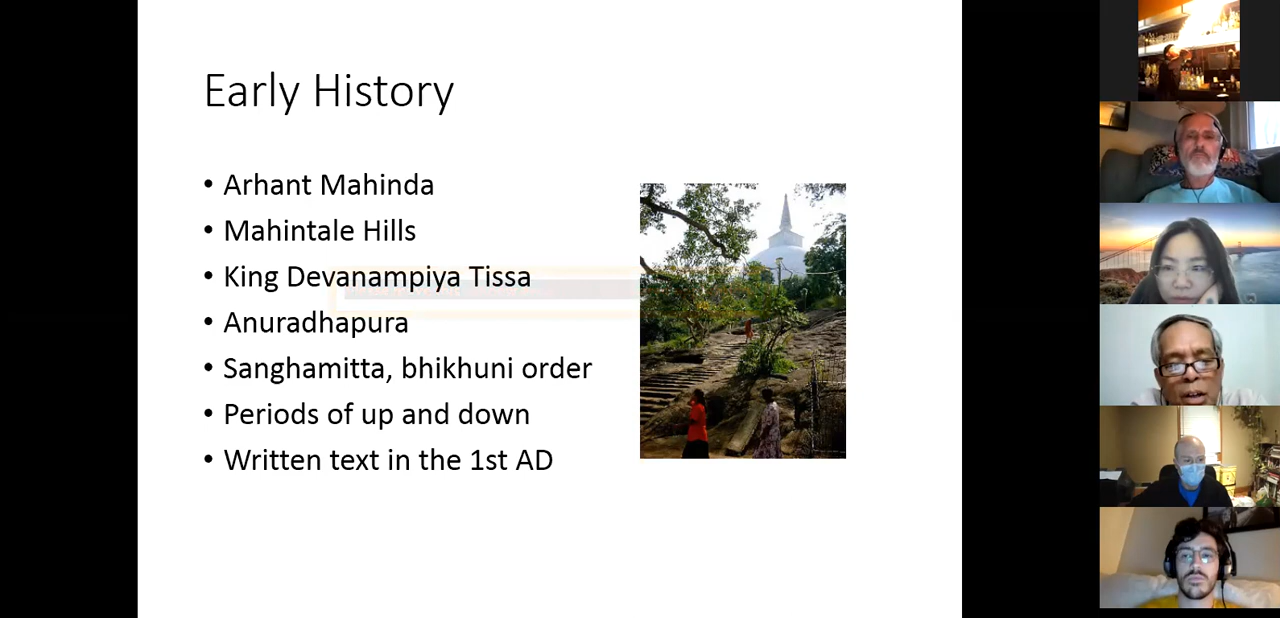 Early History
• Arhant Mahinda
• Mahintale Hills
• King Devanampiya Tissa
• Anuradhapura
• Sanghamitta, bhikhuni order
• Periods of up and down
• Written text in the 1st AD